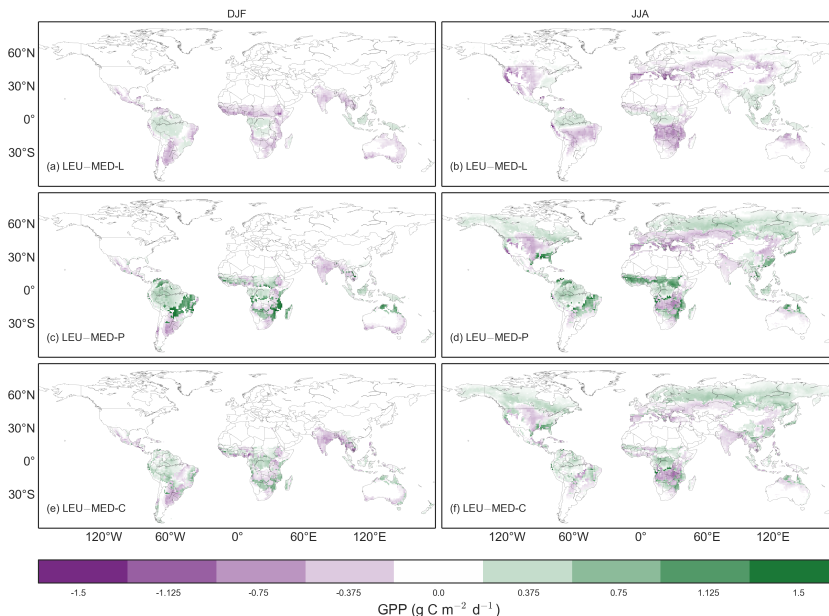 DJF JJA
60°N
30°N
0°
30°S
(a) LEU−MED-L (b) LEU−MED-L
60°N
30°N
0°
30°S
(c) LEU−MED-P (d) LEU−MED-P
60°N
30°N
0°
30°S
(e) LEU−MED-C (f) LEU−MED-C
120°W 60°W 0° 60°E 120°E 120°W 60°W 0° 60°E 120°E
-1.5 -1.125 -0.75 -0.375 0.0 0.375 0.75 1.125 1.5
GPP (g C m⁻² d⁻¹)